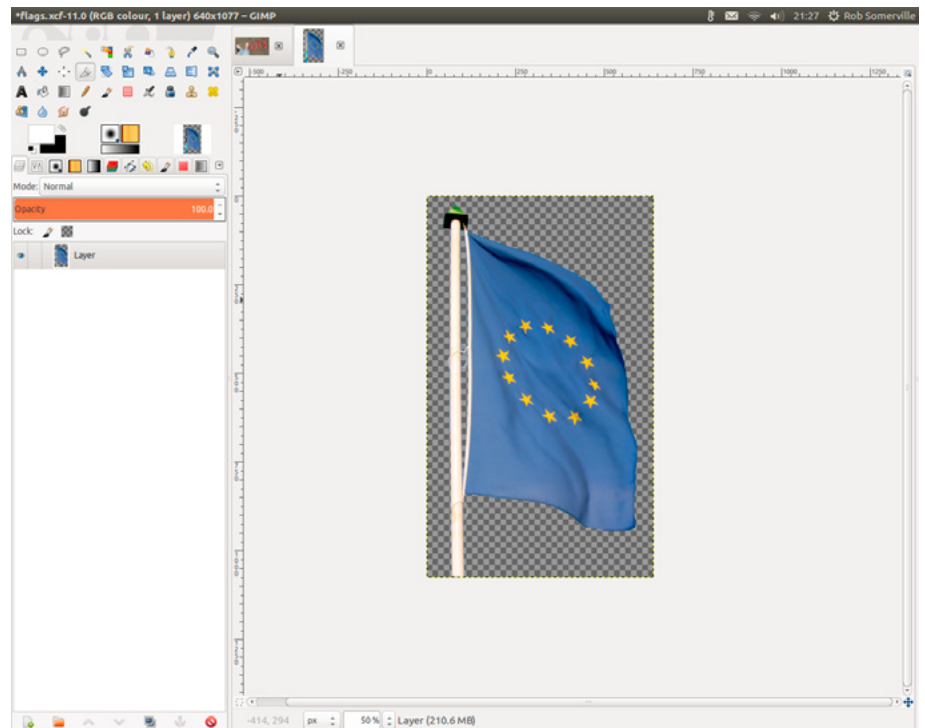 *flags.xcf-11.0 (RGB colour, 1 layer) 640x1077 – GIMP
21:27 Rob Somerville
-500 -250 0 250 500 750 1000 1250
Mode: Normal
Opacity 100.0
Lock:
Layer
-414, 294 px 50% Layer (210.6 MB)